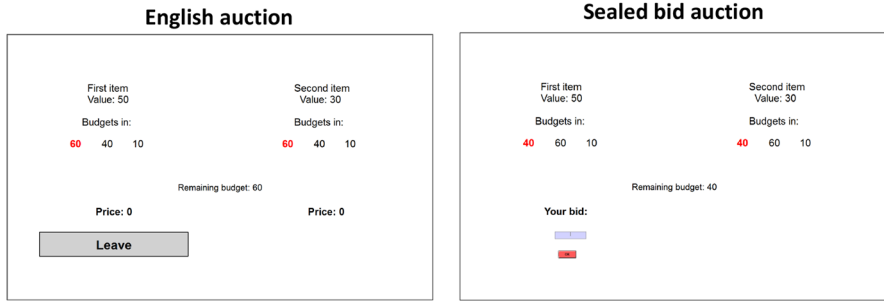 English auction
First item
Value: 50
Second item
Value: 30
Budgets in:
Budgets in:
60 40 10
60 40 10
Remaining budget: 60
Price: 0
Price: 0
Leave
Sealed bid auction
First item
Value: 50
Second item
Value: 30
Budgets in:
Budgets in:
40 60 10
40 60 10
Remaining budget: 40
Your bid: